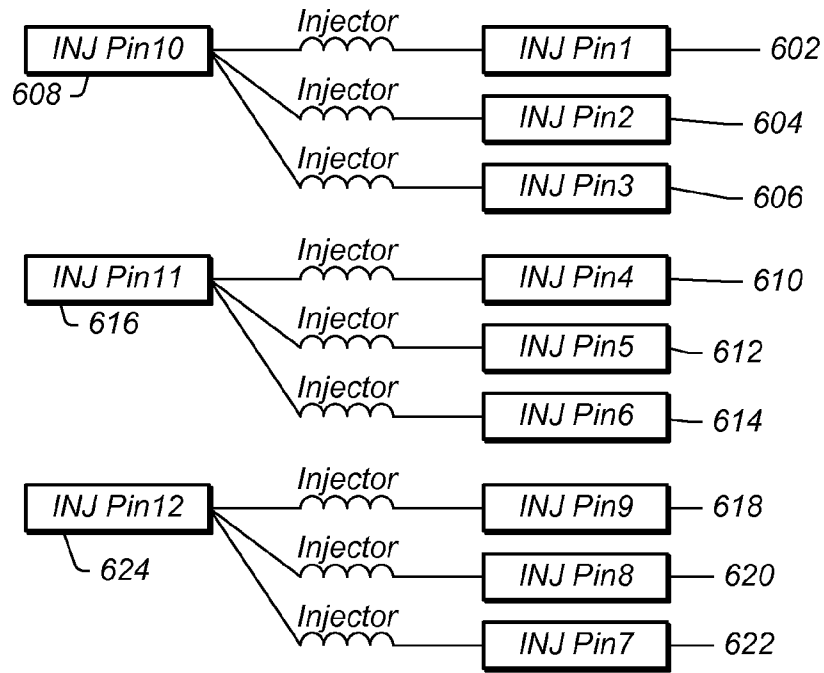 Injector
INJ Pin10
INJ Pin1
602
608
Injector
INJ Pin2
604
Injector
INJ Pin3
606
Injector
INJ Pin11
INJ Pin4
610
616
Injector
INJ Pin5
612
Injector
INJ Pin6
614
Injector
INJ Pin12
INJ Pin9
618
624
Injector
INJ Pin8
620
Injector
INJ Pin7
622